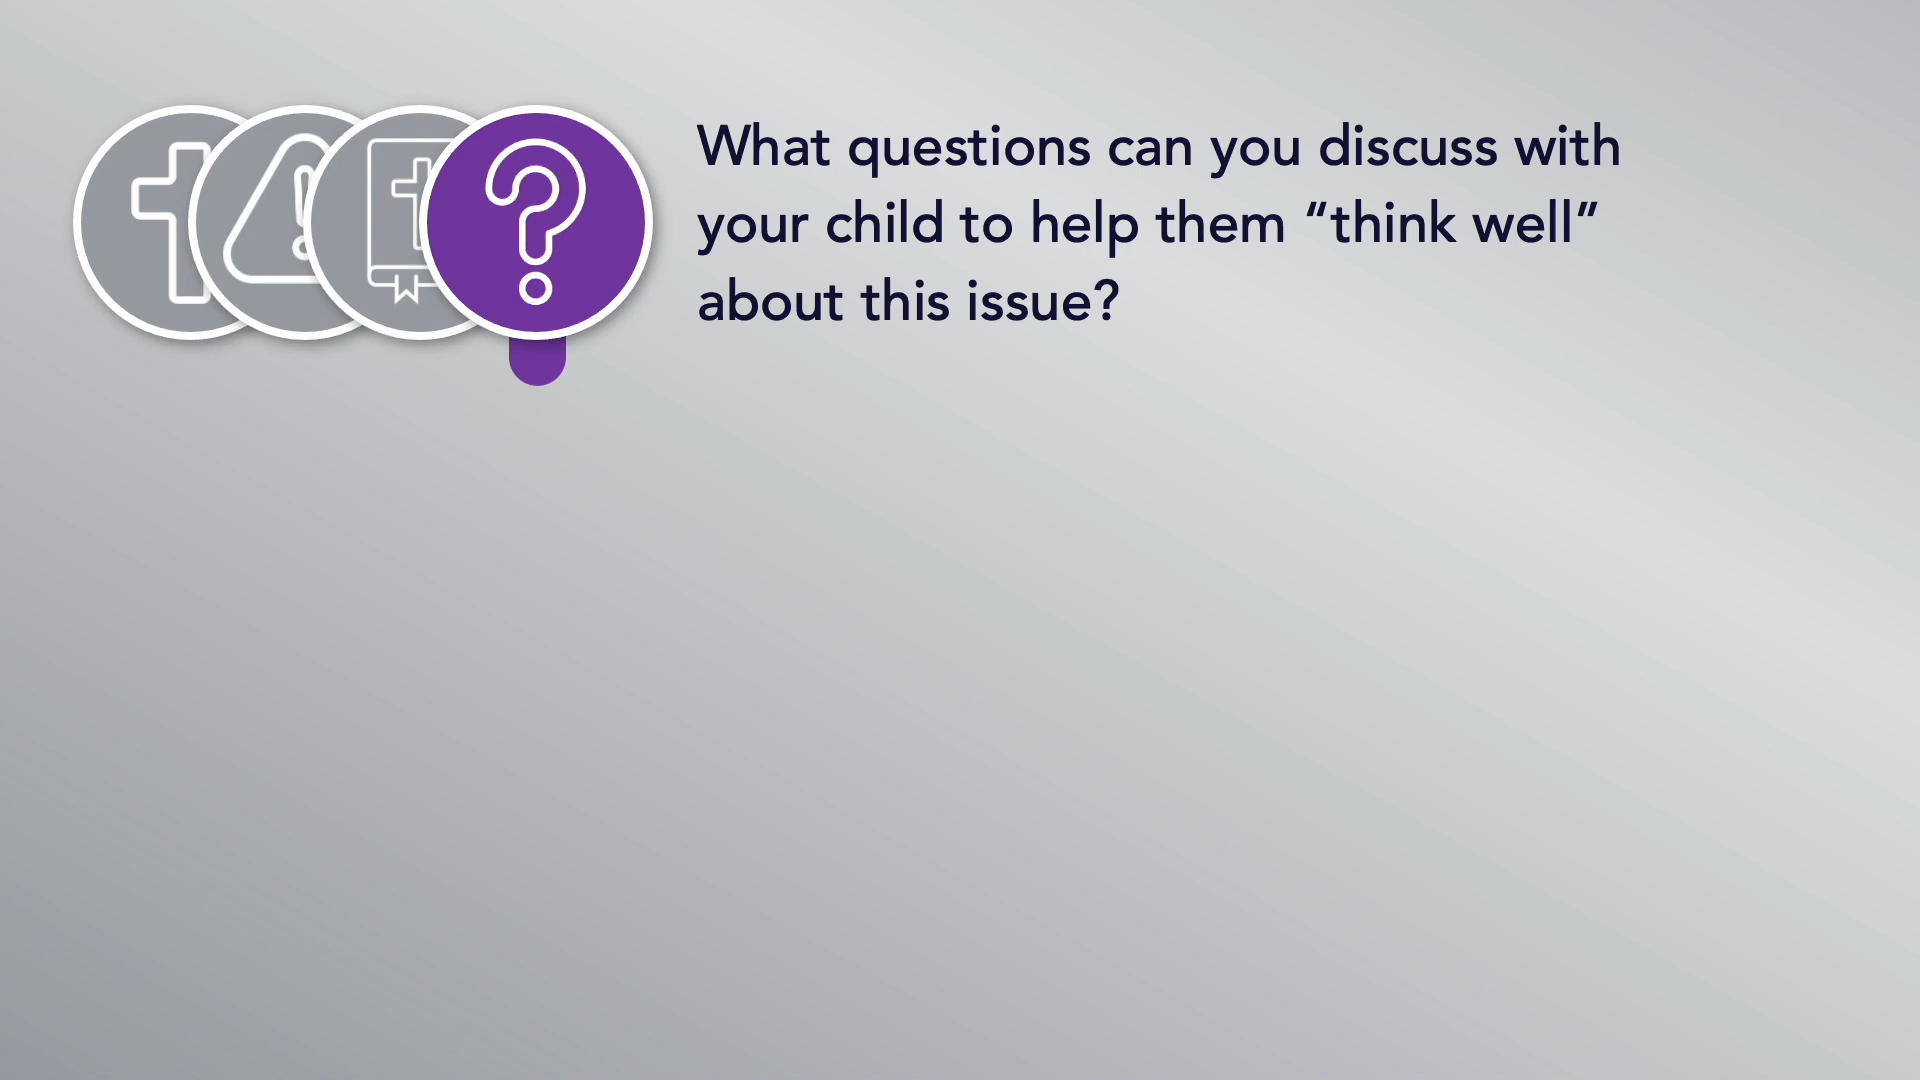 What questions can you discuss with
your child to help them “think well”
about this issue?